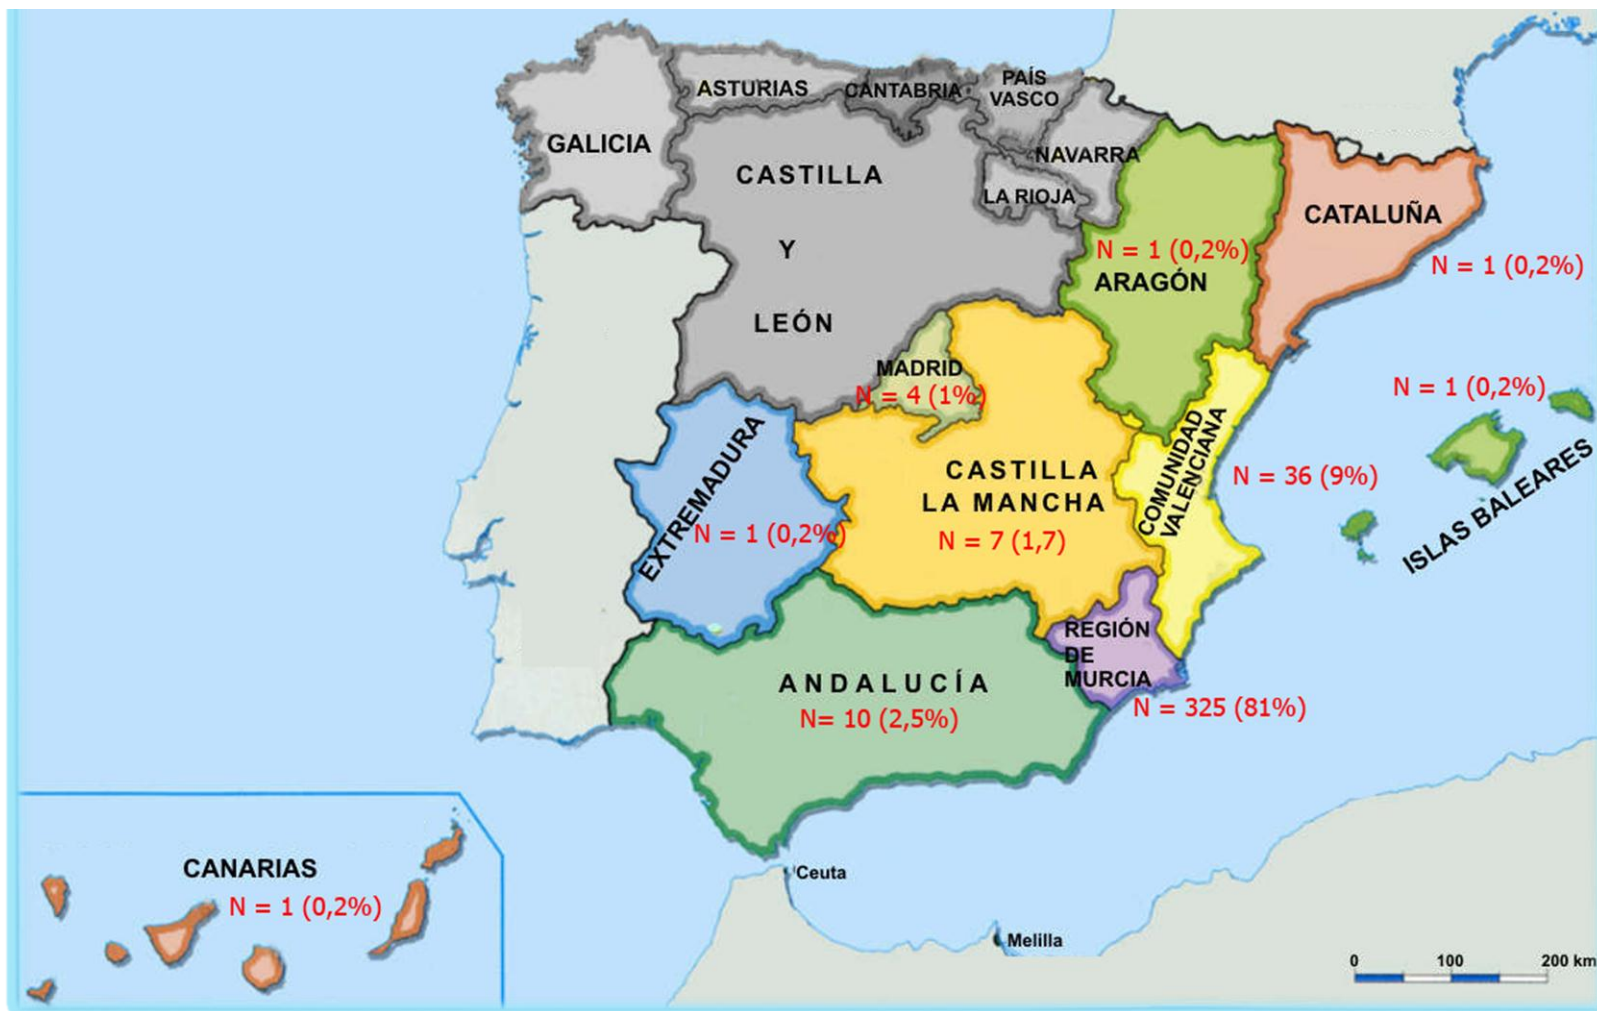 GALICIA
ASTURIAS
CANTABRIA
PAÍS
VASCO
NAVARRA
LA RIOJA
CASTILLA
Y
LEÓN
N = 1 (0,2%)
ARAGÓN
CATALUÑA
N = 1 (0,2%)
MADRID
N = 4 (1%)
N = 1 (0,2%)
ISLAS BALEARES
COMUNIDAD
VALENCIANA
N = 36 (9%)
CASTILLA
LA MANCHA
N = 7 (1,7)
EXTREMADURA
N = 1 (0,2%)
REGIÓN
DE
MURCIA
N = 325 (81%)
ANDALUCÍA
N= 10 (2,5%)
CANARIAS
N = 1 (0,2%)
Ceuta
Melilla
0 100 200 km